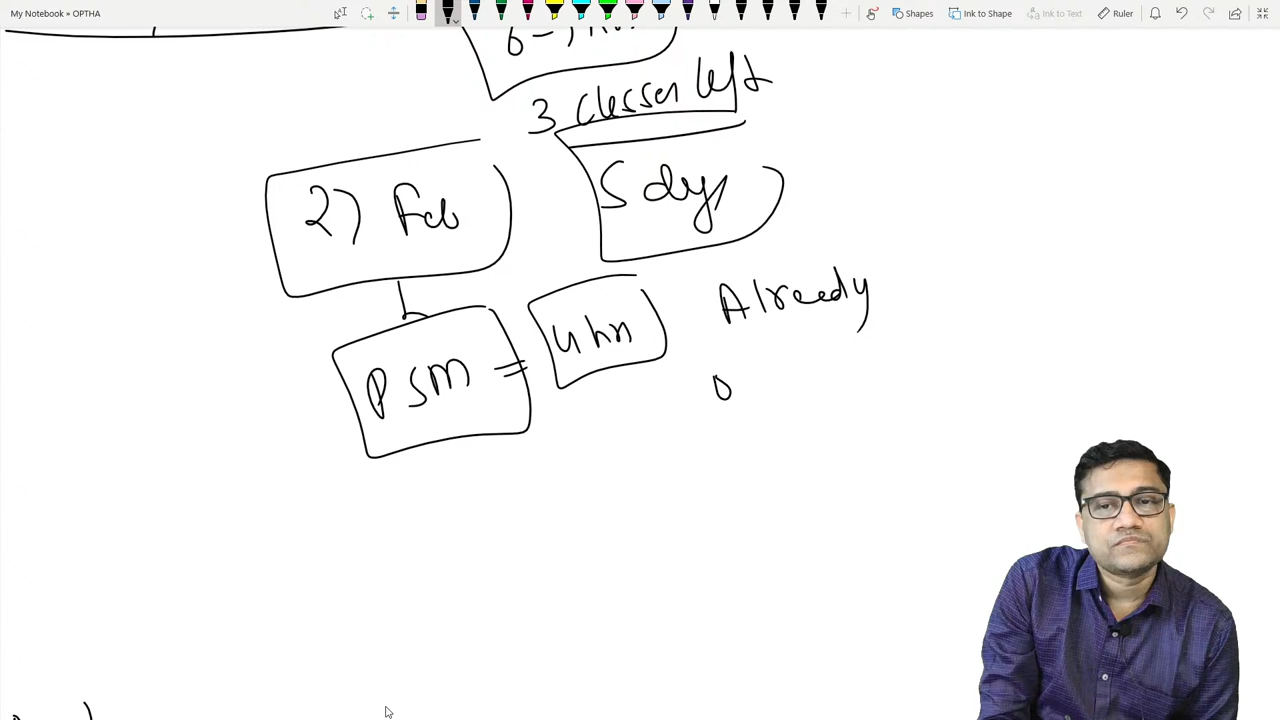 My Notebook » OPTHA
Shapes Ink to Shape Ink to Text Ruler
3 classes left
27 Feb 5 dys
PSM = 4 hrs Already